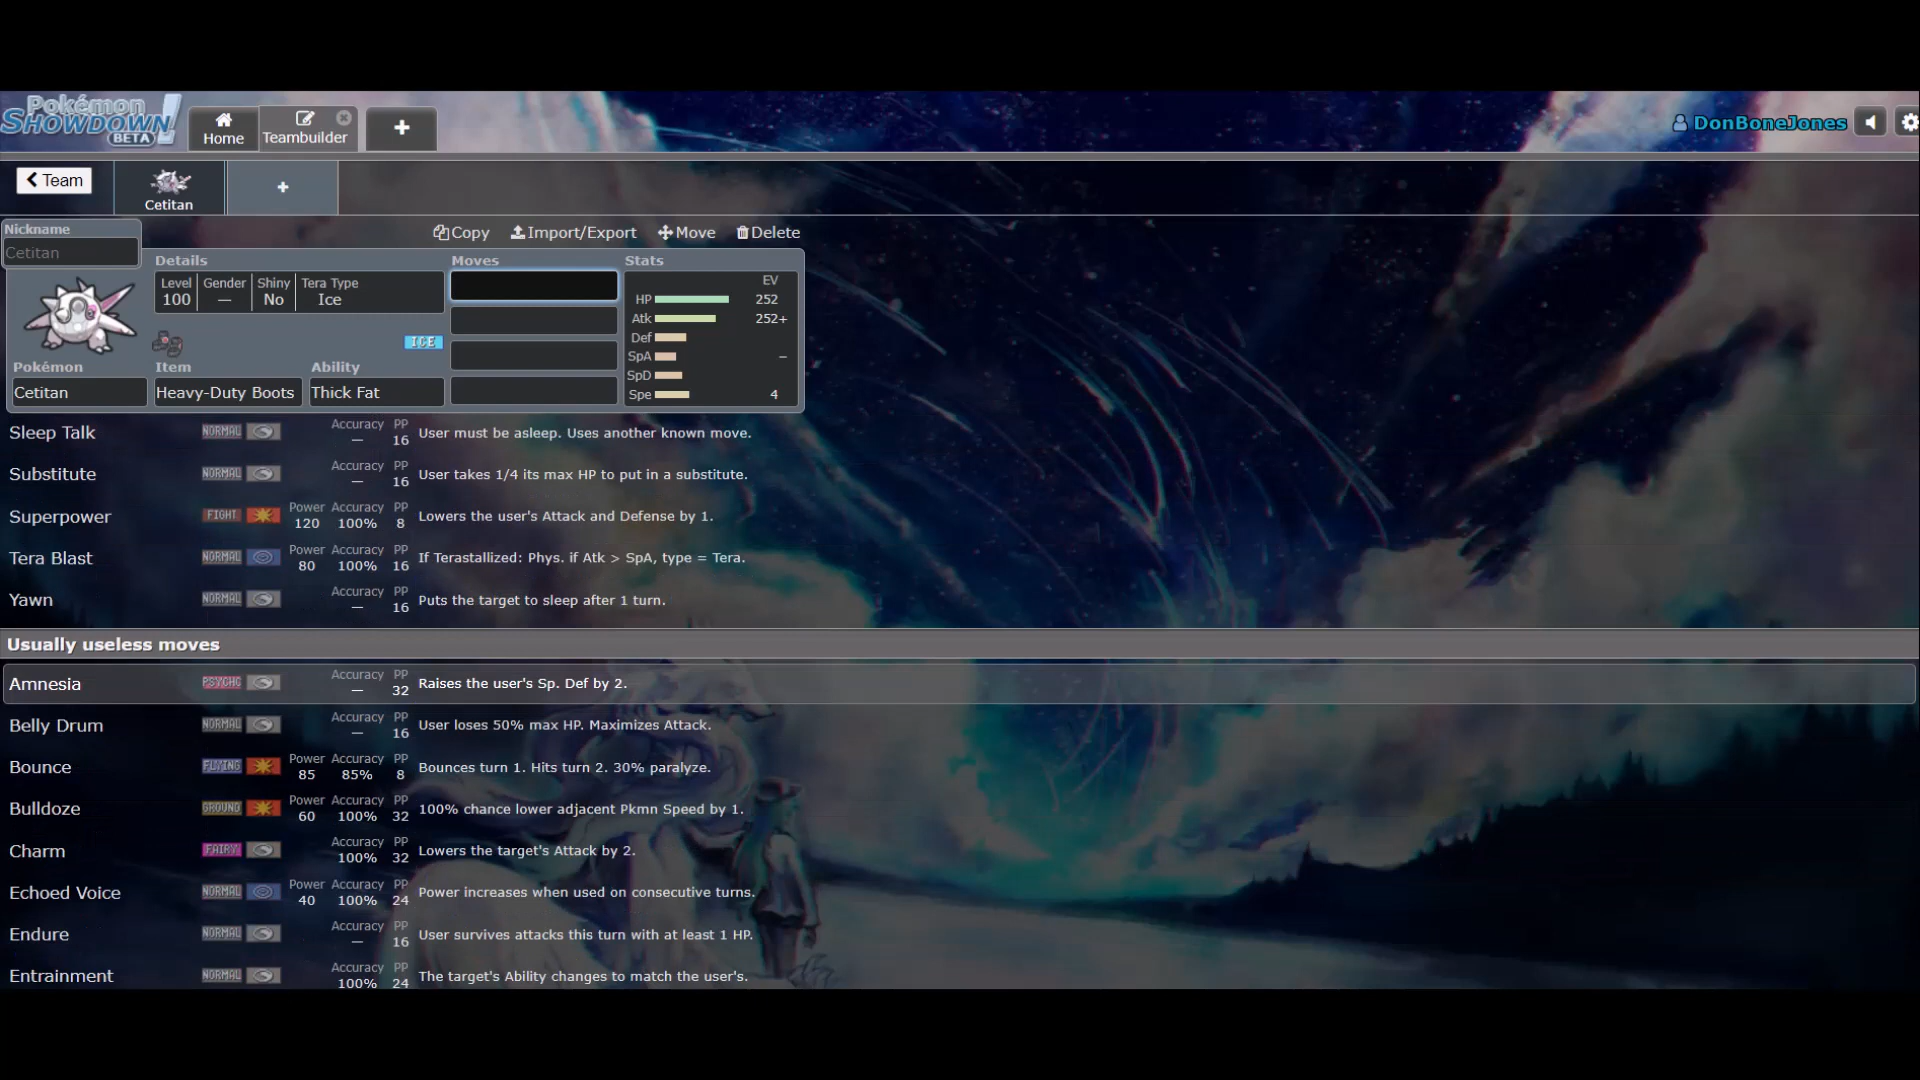 Pokémon
SHOWDOWN!
BETA
Home
Teambuilder
+
DonBoneJones
Team
Cetitan
+
Nickname
Cetitan
Copy Import/Export Move Delete
Details Moves Stats
Level Gender Shiny Tera Type EV
100 — No Ice
HP 252
Atk 252+
Def
SpA –
SpD
Spe 4
ICE
Pokémon Item Ability
Cetitan Heavy-Duty Boots Thick Fat
Sleep Talk NORMAL Accuracy — PP 16 User must be asleep. Uses another known move.
Substitute NORMAL Accuracy — PP 16 User takes 1/4 its max HP to put in a substitute.
Superpower FIGHT Power 120 Accuracy 100% PP 8 Lowers the user's Attack and Defense by 1.
Tera Blast NORMAL Power 80 Accuracy 100% PP 16 If Terastallized: Phys. if Atk > SpA, type = Tera.
Yawn NORMAL Accuracy — PP 16 Puts the target to sleep after 1 turn.
Usually useless moves
Amnesia PSYCHC Accuracy — PP 32 Raises the user's Sp. Def by 2.
Belly Drum NORMAL Accuracy — PP 16 User loses 50% max HP. Maximizes Attack.
Bounce FLYING Power 85 Accuracy 85% PP 8 Bounces turn 1. Hits turn 2. 30% paralyze.
Bulldoze GROUND Power 60 Accuracy 100% PP 32 100% chance lower adjacent Pkmn Speed by 1.
Charm FAIRY Accuracy 100% PP 32 Lowers the target's Attack by 2.
Echoed Voice NORMAL Power 40 Accuracy 100% PP 24 Power increases when used on consecutive turns.
Endure NORMAL Accuracy — PP 16 User survives attacks this turn with at least 1 HP.
Entrainment NORMAL Accuracy 100% PP 24 The target's Ability changes to match the user's.